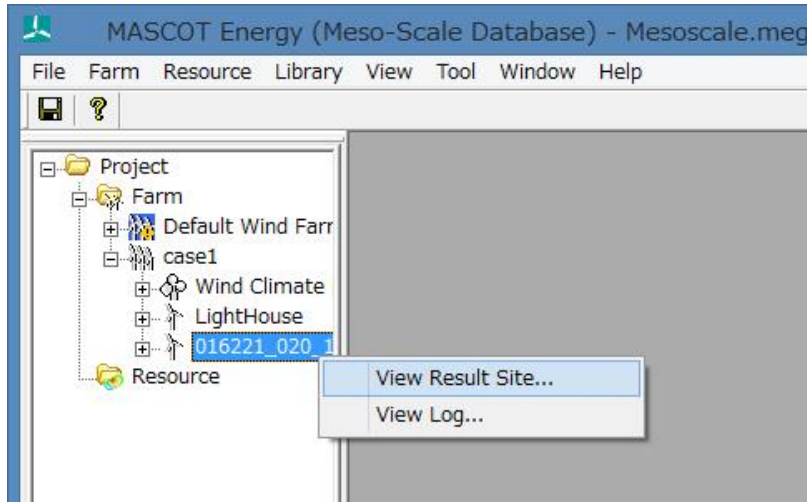 MASCOT Energy (Meso-Scale Database) - Mesoscale.meg
File Farm Resource Library View Tool Window Help
Project
Farm
Default Wind Farr
case1
Wind Climate
LightHouse
016221_020_1
Resource
View Result Site...
View Log...